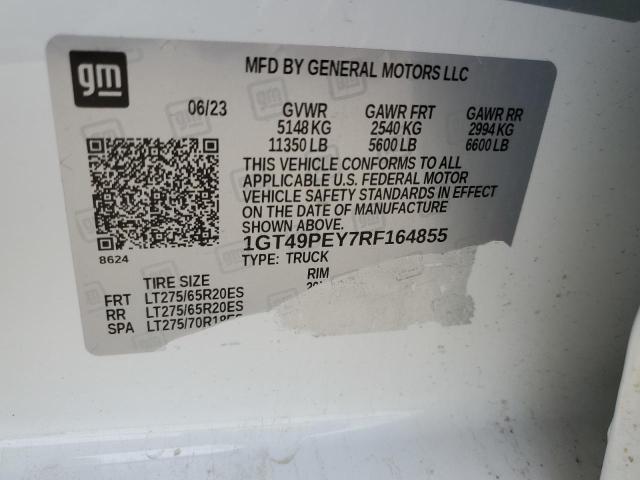 gm
MFD BY GENERAL MOTORS LLC
06/23 GVWR GAWR FRT GAWR RR
5148 KG 2540 KG 2994 KG
11350 LB 5600 LB 6600 LB
THIS VEHICLE CONFORMS TO ALL
APPLICABLE U.S. FEDERAL MOTOR
VEHICLE SAFETY STANDARDS IN EFFECT
ON THE DATE OF MANUFACTURE
SHOWN ABOVE.
1GT49PEY7RF164855
8624
TYPE: TRUCK
TIRE SIZE RIM
FRT LT275/65R20ES
RR LT275/65R20ES
SPA LT275/70R18ES